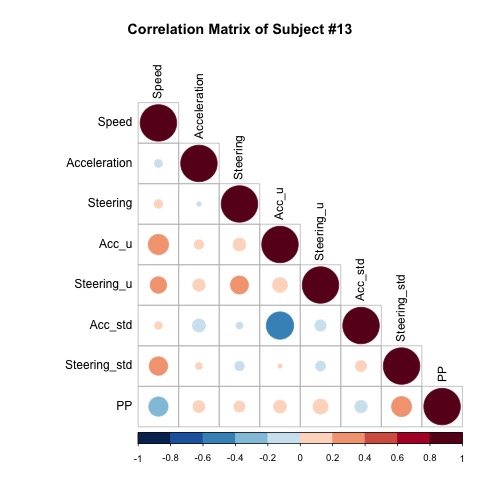 Correlation Matrix of Subject #13
Speed
Acceleration
Steering
Acc_u
Steering_u
Acc_std
Steering_std
PP
Speed
Acceleration
Steering
Acc_u
Steering_u
Acc_std
Steering_std
PP
-1 -0.8 -0.6 -0.4 -0.2 0 0.2 0.4 0.6 0.8 1